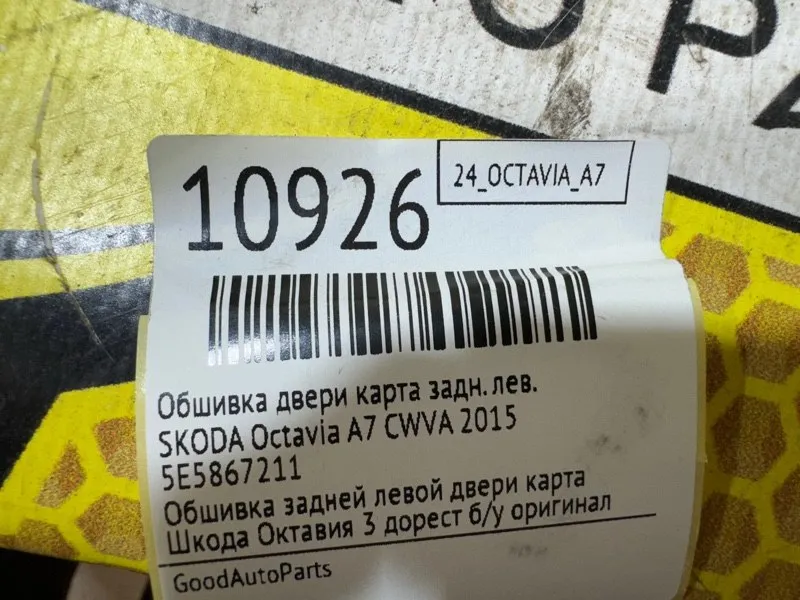 10926
24_OCTAVIA_A7
Обшивка двери карта задн. лев.
SKODA Octavia A7 CWVA 2015
5E5867211
Обшивка задней левой двери карта
Шкода Октавия 3 дорест б/у оригинал
GoodAutoParts